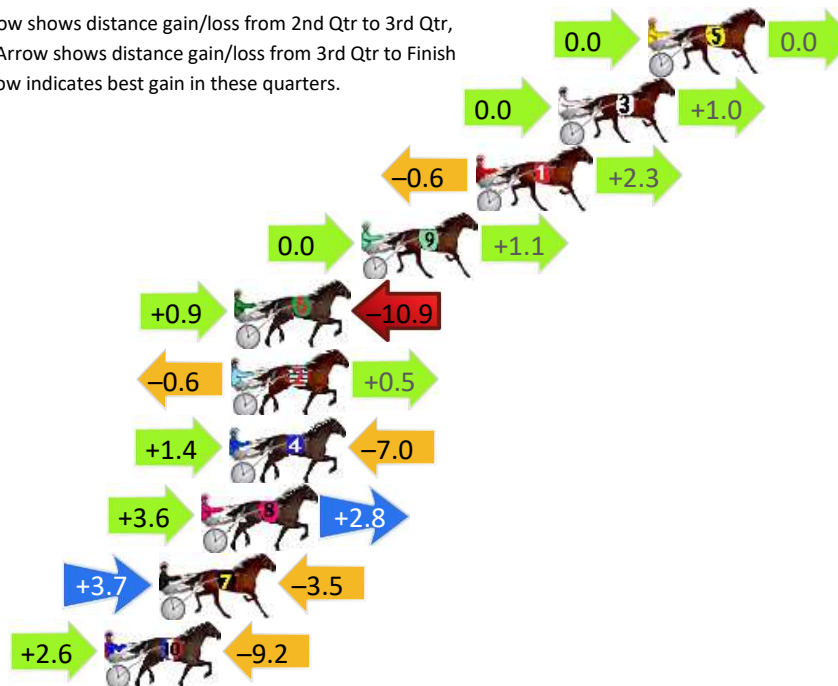 ow shows distance gain/loss from 2nd Qtr to 3rd Qtr,
Arrow shows distance gain/loss from 3rd Qtr to Finish
ow indicates best gain in these quarters.
0.0 5 0.0
0.0 3 +1.0
–0.6 1 +2.3
0.0 9 +1.1
+0.9 –10.9
–0.6 2 +0.5
+1.4 4 –7.0
+3.6 8 +2.8
+3.7 7 –3.5
+2.6 10 –9.2